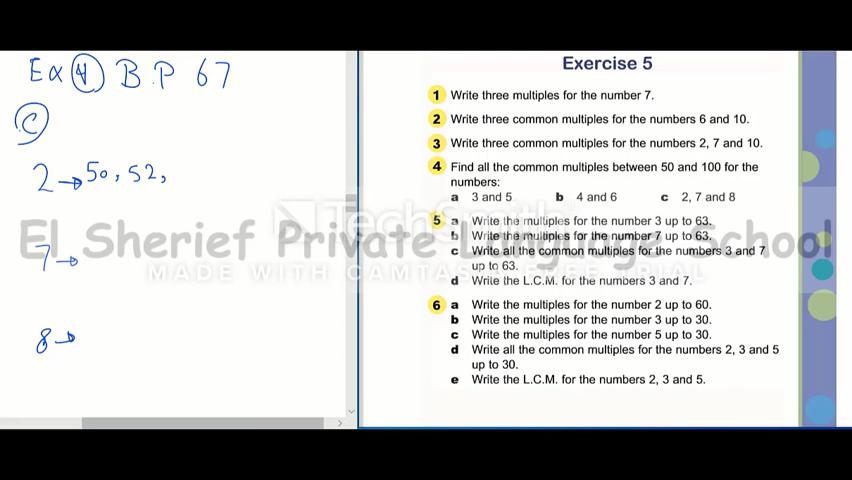 Ex 4 B.P 67
C
2 → 50, 52,
7 →
8 →
Exercise 5
1 Write three multiples for the number 7.
2 Write three common multiples for the numbers 6 and 10.
3 Write three common multiples for the numbers 2, 7 and 10.
4 Find all the common multiples between 50 and 100 for the
numbers:
a 3 and 5 b 4 and 6 c 2, 7 and 8
5 a Write the multiples for the number 3 up to 63.
b Write the multiples for the number 7 up to 63.
c Write all the common multiples for the numbers 3 and 7
up to 63.
d Write the L.C.M. for the numbers 3 and 7.
6 a Write the multiples for the number 2 up to 60.
b Write the multiples for the number 3 up to 30.
c Write the multiples for the number 5 up to 30.
d Write all the common multiples for the numbers 2, 3 and 5
up to 30.
e Write the L.C.M. for the numbers 2, 3 and 5.
TechSmith
El Sherief Private Language School
MADE WITH CAMTASIA FREE TRIAL